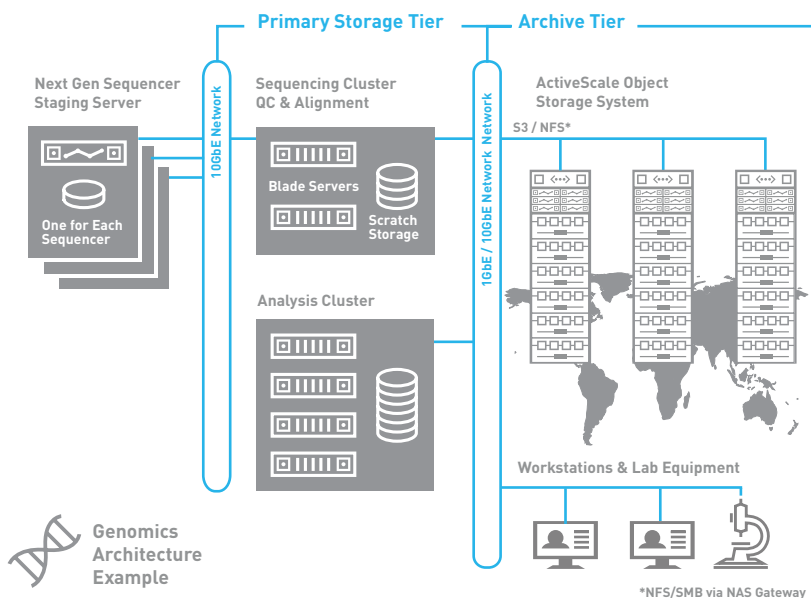 Primary Storage Tier
Archive Tier
Next Gen Sequencer
Staging Server
One for Each
Sequencer
10GbE Network
Sequencing Cluster
QC & Alignment
Blade Servers
Scratch
Storage
Analysis Cluster
1GbE / 10GbE Network Network
ActiveScale Object
Storage System
S3 / NFS*
Workstations & Lab Equipment
Genomics
Architecture
Example
*NFS/SMB via NAS Gateway